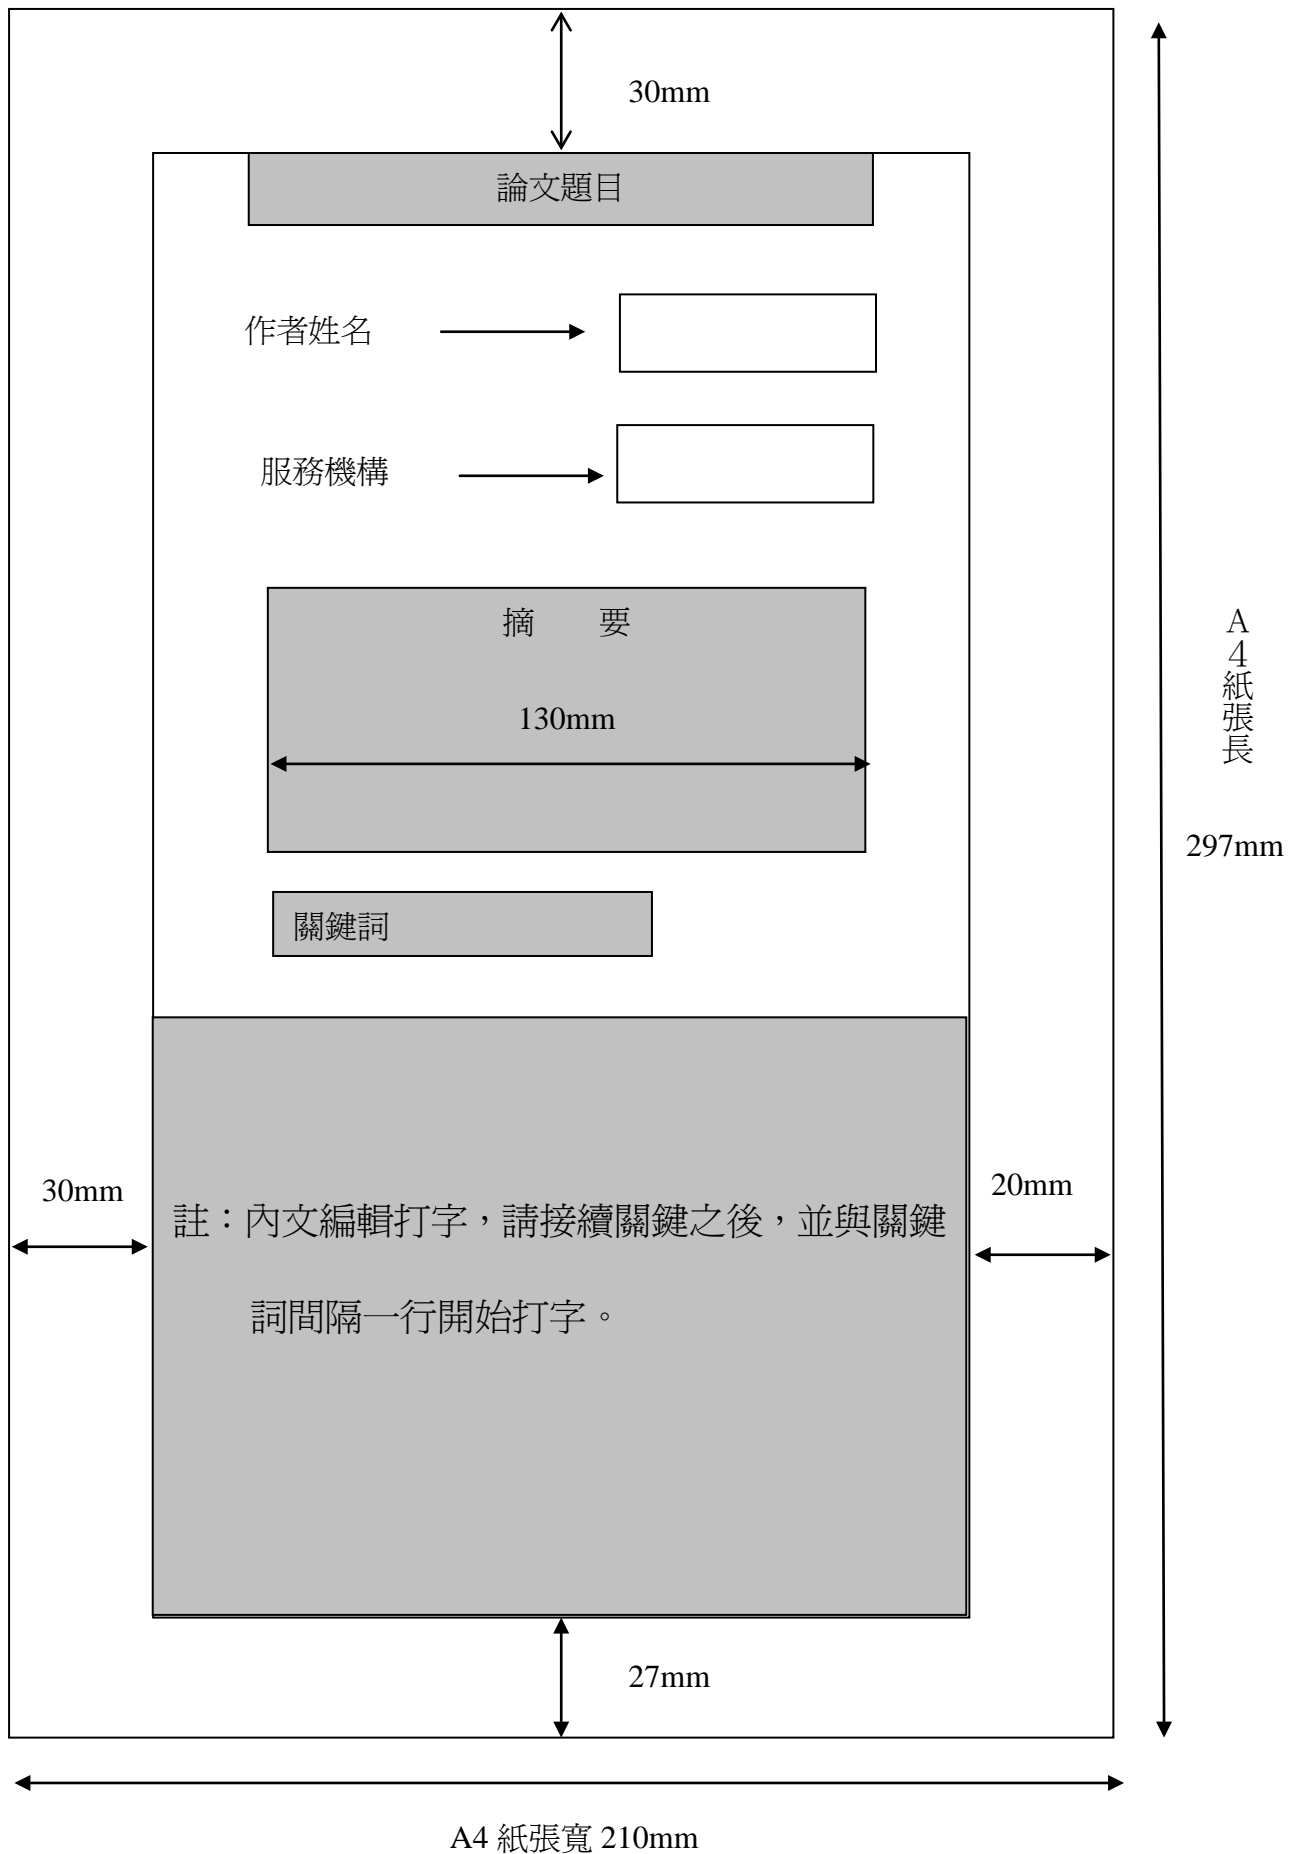 30mm
論文題目
作者姓名
服務機構
摘　　要
130mm
A4紙張長
297mm
關鍵詞
30mm
20mm
註：內文編輯打字，請接續關鍵之後，並與關鍵
詞間隔一行開始打字。
27mm
A4 紙張寬 210mm